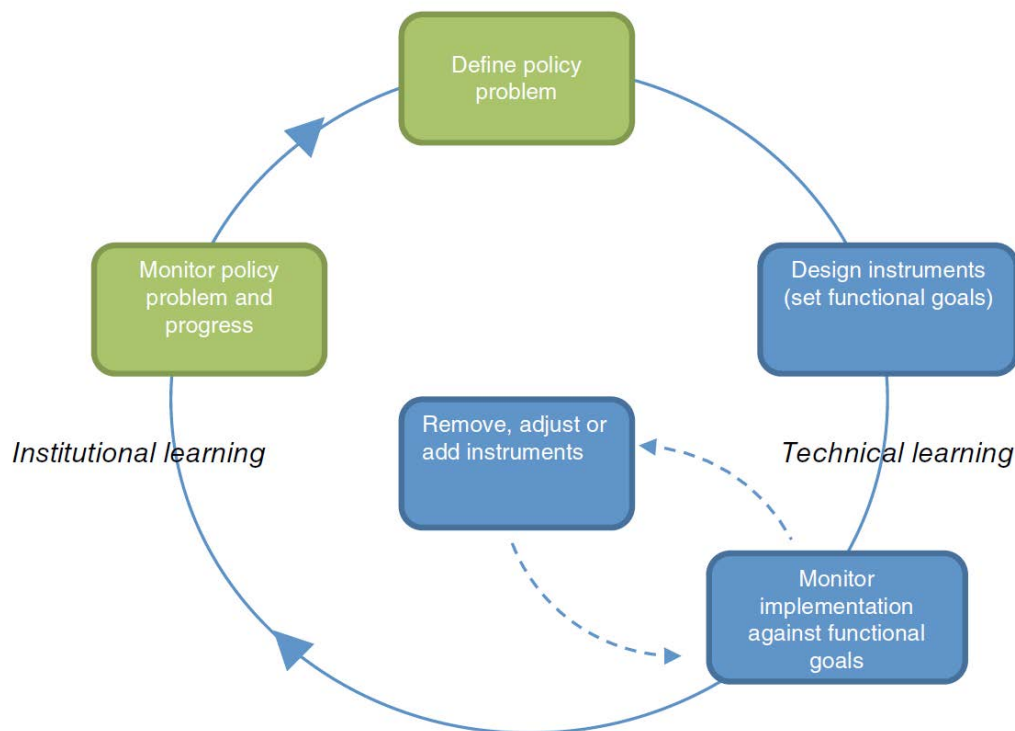 Define policy
problem
Monitor policy
problem and
progress
Design instruments
(set functional goals)
Remove, adjust or
add instruments
Institutional learning
Technical learning
Monitor
implementation
against functional
goals